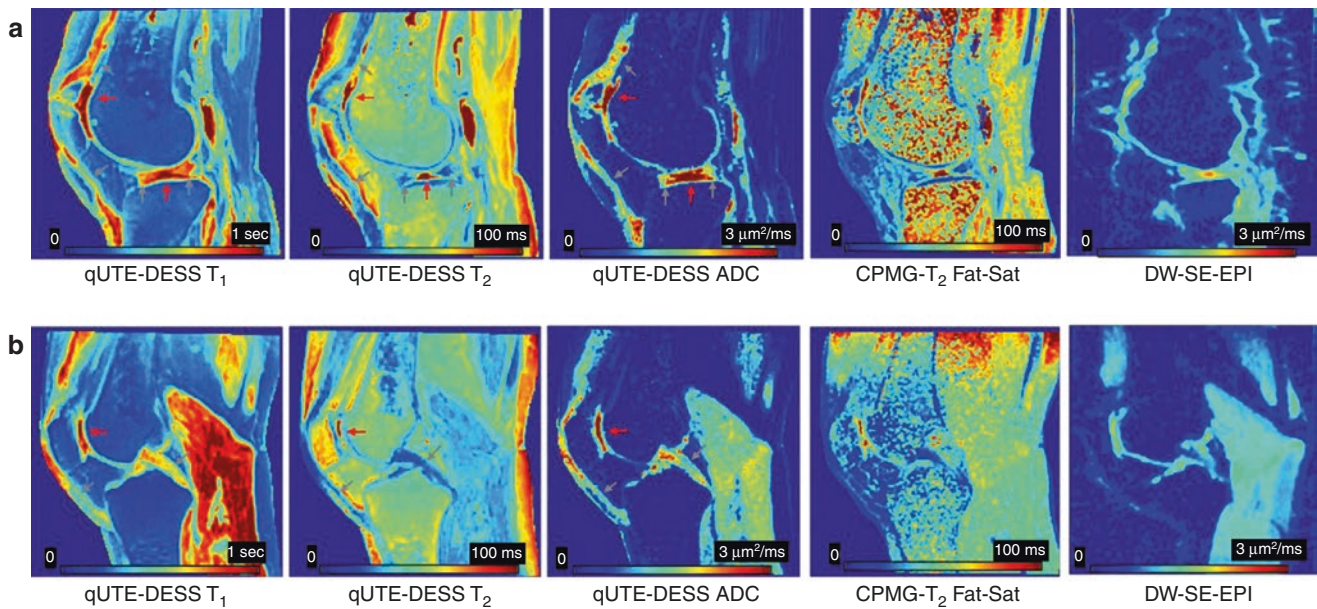 a
0 1 sec 0 100 ms 0 3 μm²/ms 0 100 ms 0 3 μm²/ms
qUTE-DESS T₁ qUTE-DESS T₂ qUTE-DESS ADC CPMG-T₂ Fat-Sat DW-SE-EPI
b
0 1 sec 0 100 ms 0 3 μm²/ms 0 100 ms 0 3 μm²/ms
qUTE-DESS T₁ qUTE-DESS T₂ qUTE-DESS ADC CPMG-T₂ Fat-Sat DW-SE-EPI